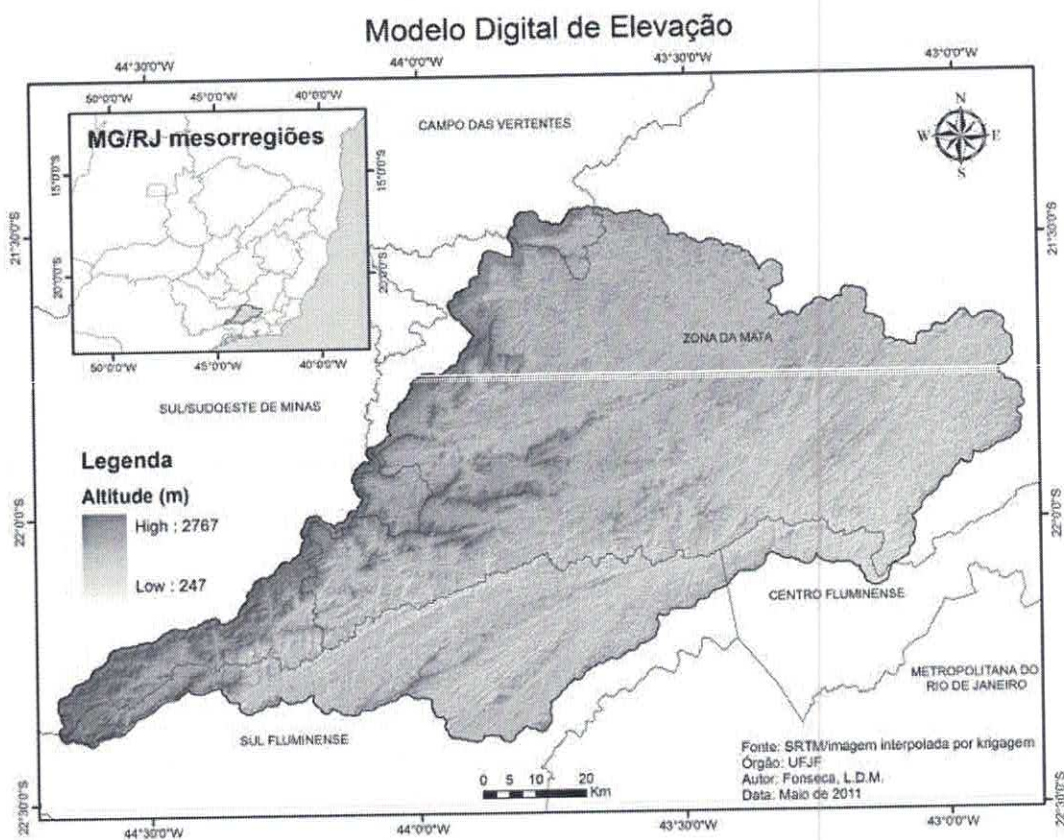 Modelo Digital de Elevação
44°30'0"W
44°0'0"W
43°30'0"W
43°0'0"W
50°0'0"W
45°0'0"W
40°0'0"W
MG/RJ mesorregiões
15°0'0"S
15°0'0"S
20°0'0"S
20°0'0"S
50°0'0"W
45°0'0"W
40°0'0"W
CAMPO DAS VERTENTES
N
W
E
S
21°30'0"S
21°30'0"S
ZONA DA MATA
SUL/SUDOESTE DE MINAS
Legenda
Altitude (m)
High : 2767
Low : 247
22°0'0"S
22°0'0"S
CENTRO FLUMINENSE
METROPOLITANA DO
RIO DE JANEIRO
SUL FLUMINENSE
0 5 10 20
Km
Fonte: SRTM/imagem interpolada por krigagem
Órgão: UFJF
Autor: Fonseca, L.D.M.
Data: Maio de 2011
22°30'0"S
22°30'0"S
44°30'0"W
44°0'0"W
43°30'0"W
43°0'0"W